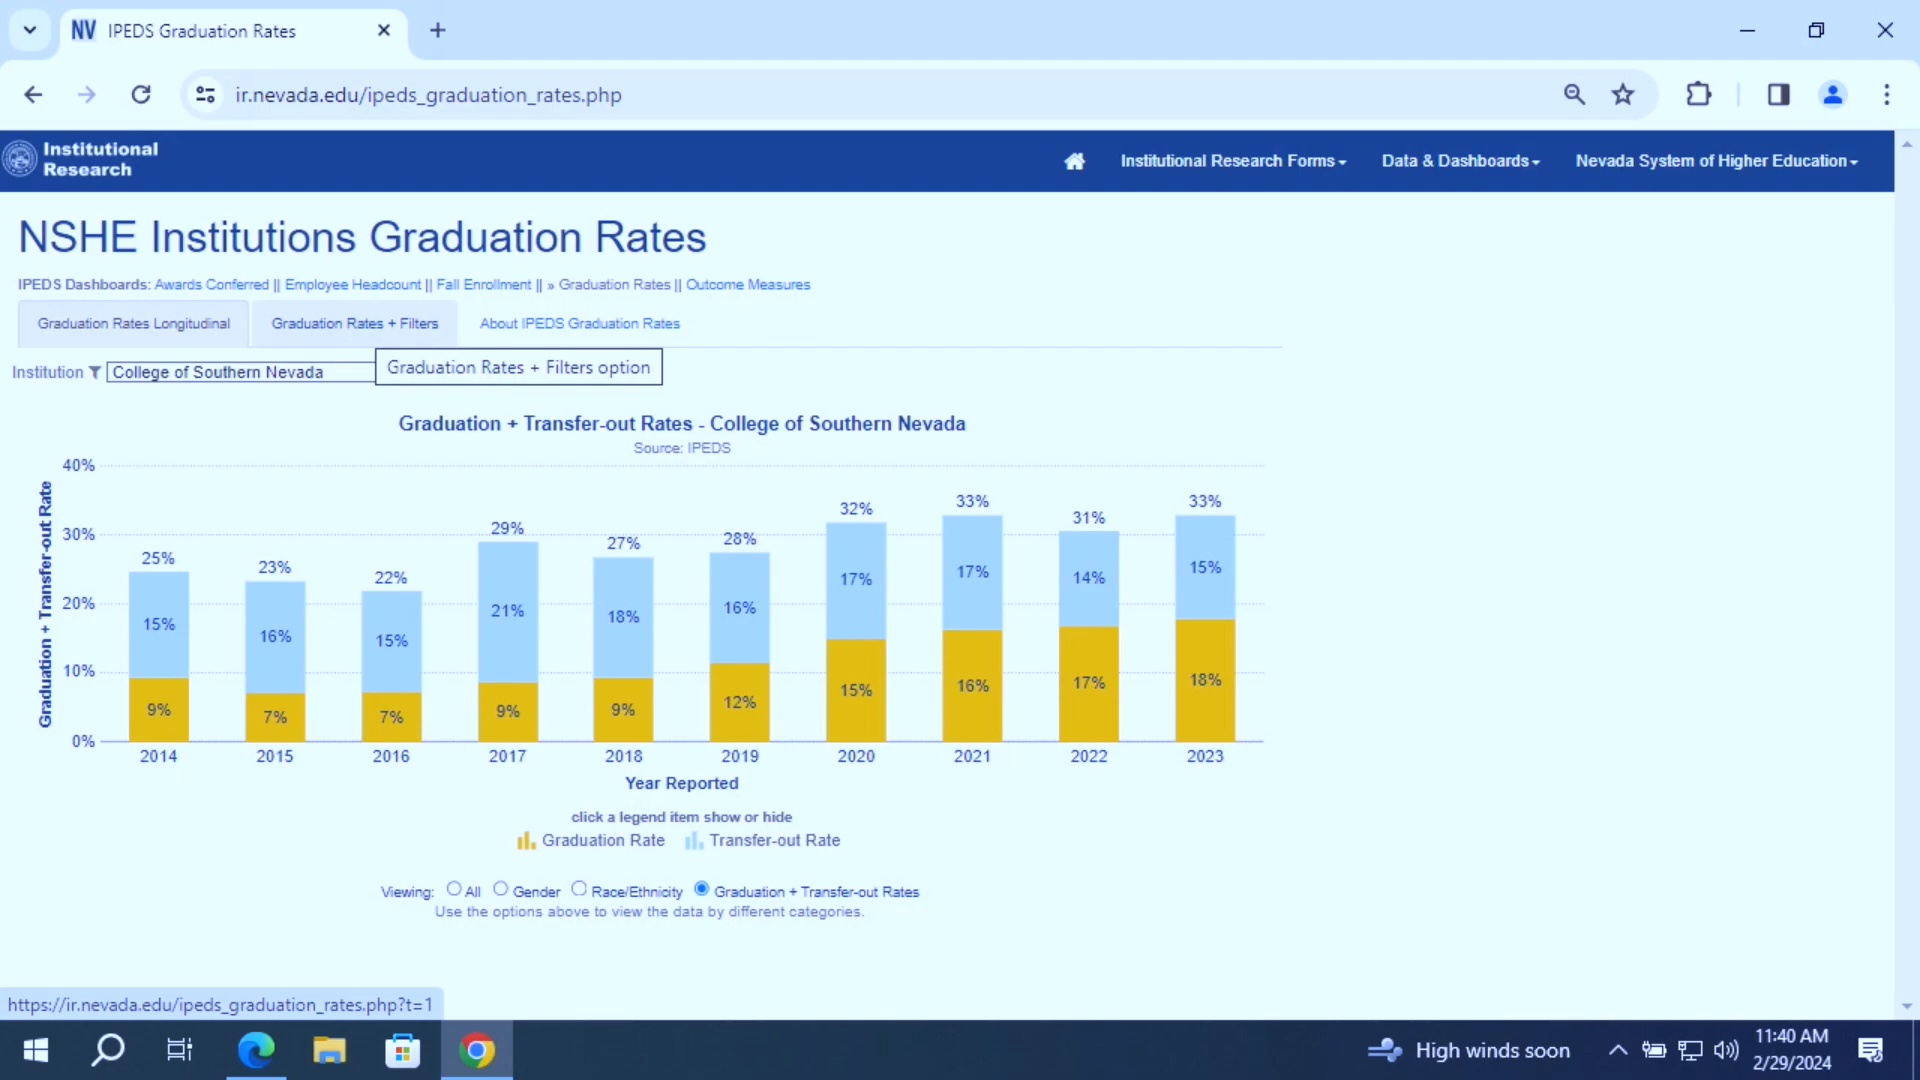 NV IPEDS Graduation Rates
ir.nevada.edu/ipeds_graduation_rates.php
Institutional
Research
Institutional Research Forms
Data & Dashboards
Nevada System of Higher Education
NSHE Institutions Graduation Rates
IPEDS Dashboards: Awards Conferred || Employee Headcount || Fall Enrollment || » Graduation Rates || Outcome Measures
Graduation Rates Longitudinal
Graduation Rates + Filters
About IPEDS Graduation Rates
Institution College of Southern Nevada
Graduation Rates + Filters option
Graduation + Transfer-out Rates - College of Southern Nevada
Source: IPEDS
Graduation + Transfer-out Rate
40%
30%
20%
10%
0%
25% 23% 22% 29% 27% 28% 32% 33% 31% 33%
15% 16% 15% 21% 18% 16% 17% 17% 14% 15%
9% 7% 7% 9% 9% 12% 15% 16% 17% 18%
2014 2015 2016 2017 2018 2019 2020 2021 2022 2023
Year Reported
click a legend item show or hide
Graduation Rate Transfer-out Rate
Viewing: All Gender Race/Ethnicity Graduation + Transfer-out Rates
Use the options above to view the data by different categories.
https://ir.nevada.edu/ipeds_graduation_rates.php?t=1
High winds soon
11:40 AM
2/29/2024